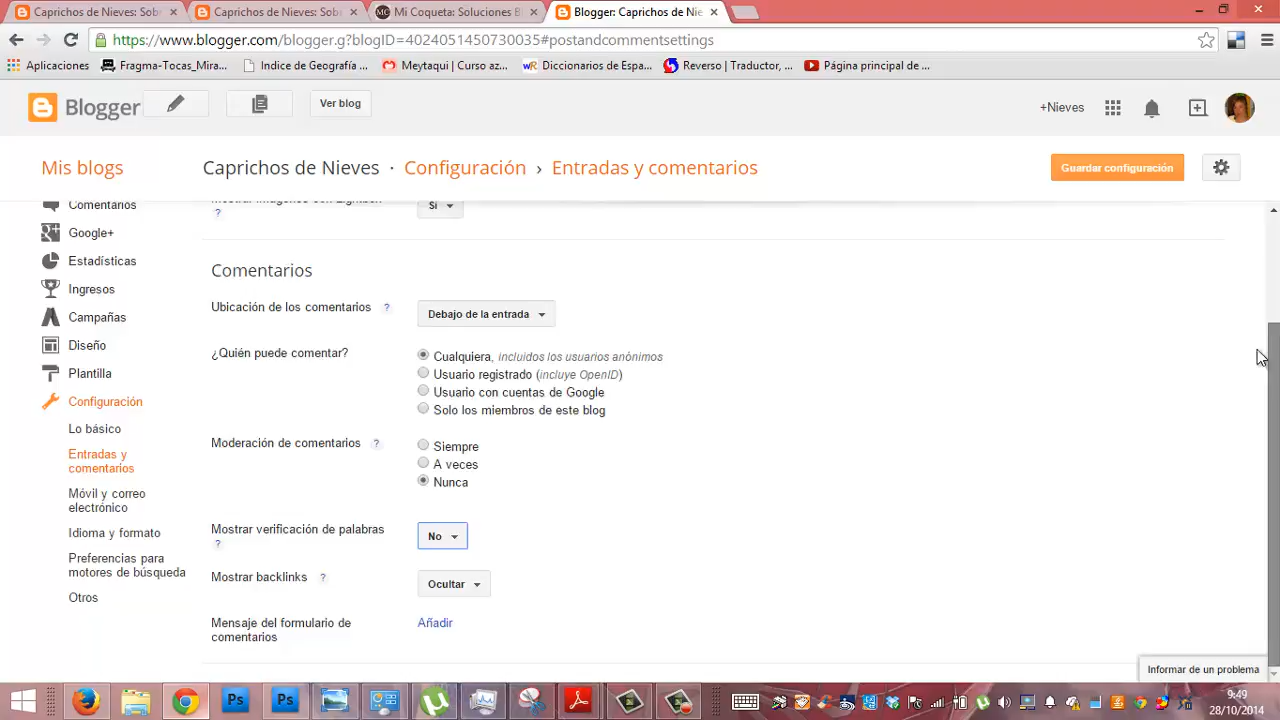 Caprichos de Nieves: Sob
Caprichos de Nieves: Sob
MC Mi Coqueta: Soluciones Bl
Blogger: Caprichos de Nie
https://www.blogger.com/blogger.g?blogID=4024051450730035#postandcommentsettings
Aplicaciones
Fragma-Tocas_Mira...
Indice de Geografía ...
Meytaqui | Curso az...
Diccionarios de Espa...
Reverso | Traductor, ...
Página principal de ...
Blogger
Ver blog
+Nieves
Mis blogs
Caprichos de Nieves · Configuración › Entradas y comentarios
Guardar configuración
Comentarios
Google+
Estadísticas
Ingresos
Campañas
Diseño
Plantilla
Configuración
Lo básico
Entradas y
comentarios
Móvil y correo
electrónico
Idioma y formato
Preferencias para
motores de búsqueda
Otros
Mostrar imágenes con Lightbox
?
Sí
Comentarios
Ubicación de los comentarios ?
Debajo de la entrada
¿Quién puede comentar?
Cualquiera, incluidos los usuarios anónimos
Usuario registrado (incluye OpenID)
Usuario con cuentas de Google
Solo los miembros de este blog
Moderación de comentarios ?
Siempre
A veces
Nunca
Mostrar verificación de palabras
?
No
Mostrar backlinks ?
Ocultar
Mensaje del formulario de
comentarios
Añadir
Informar de un problema
9:49
28/10/2014